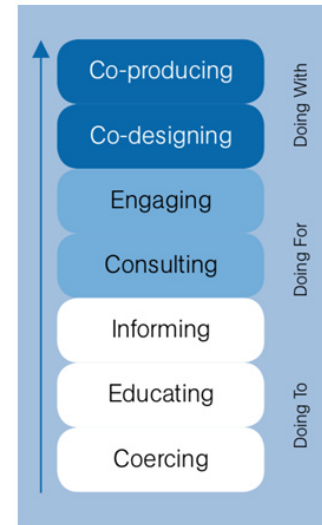 Co-producing
Co-designing
Engaging
Consulting
Informing
Educating
Coercing
Doing With
Doing For
Doing To